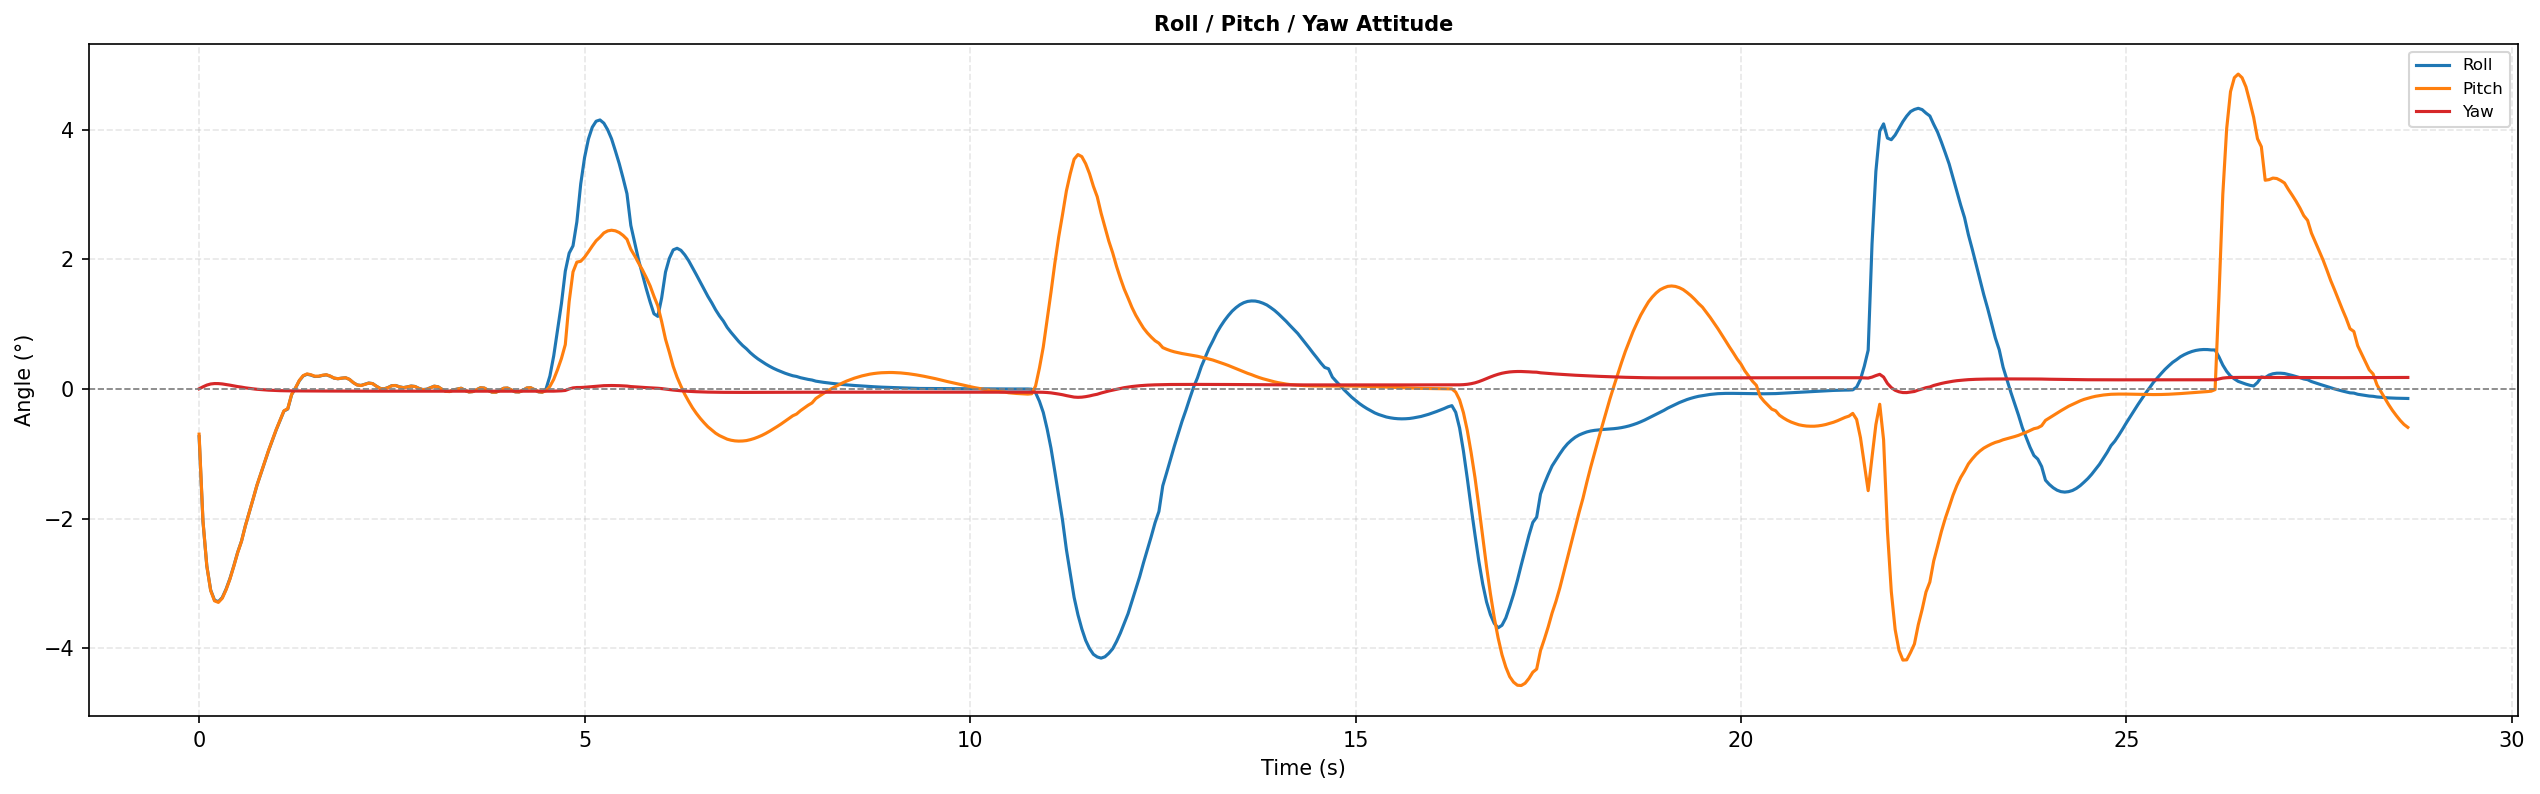 Roll / Pitch / Yaw Attitude
Roll
Pitch
Yaw
Angle (°)
4
2
0
−2
−4
0
5
10
15
20
25
30
Time (s)